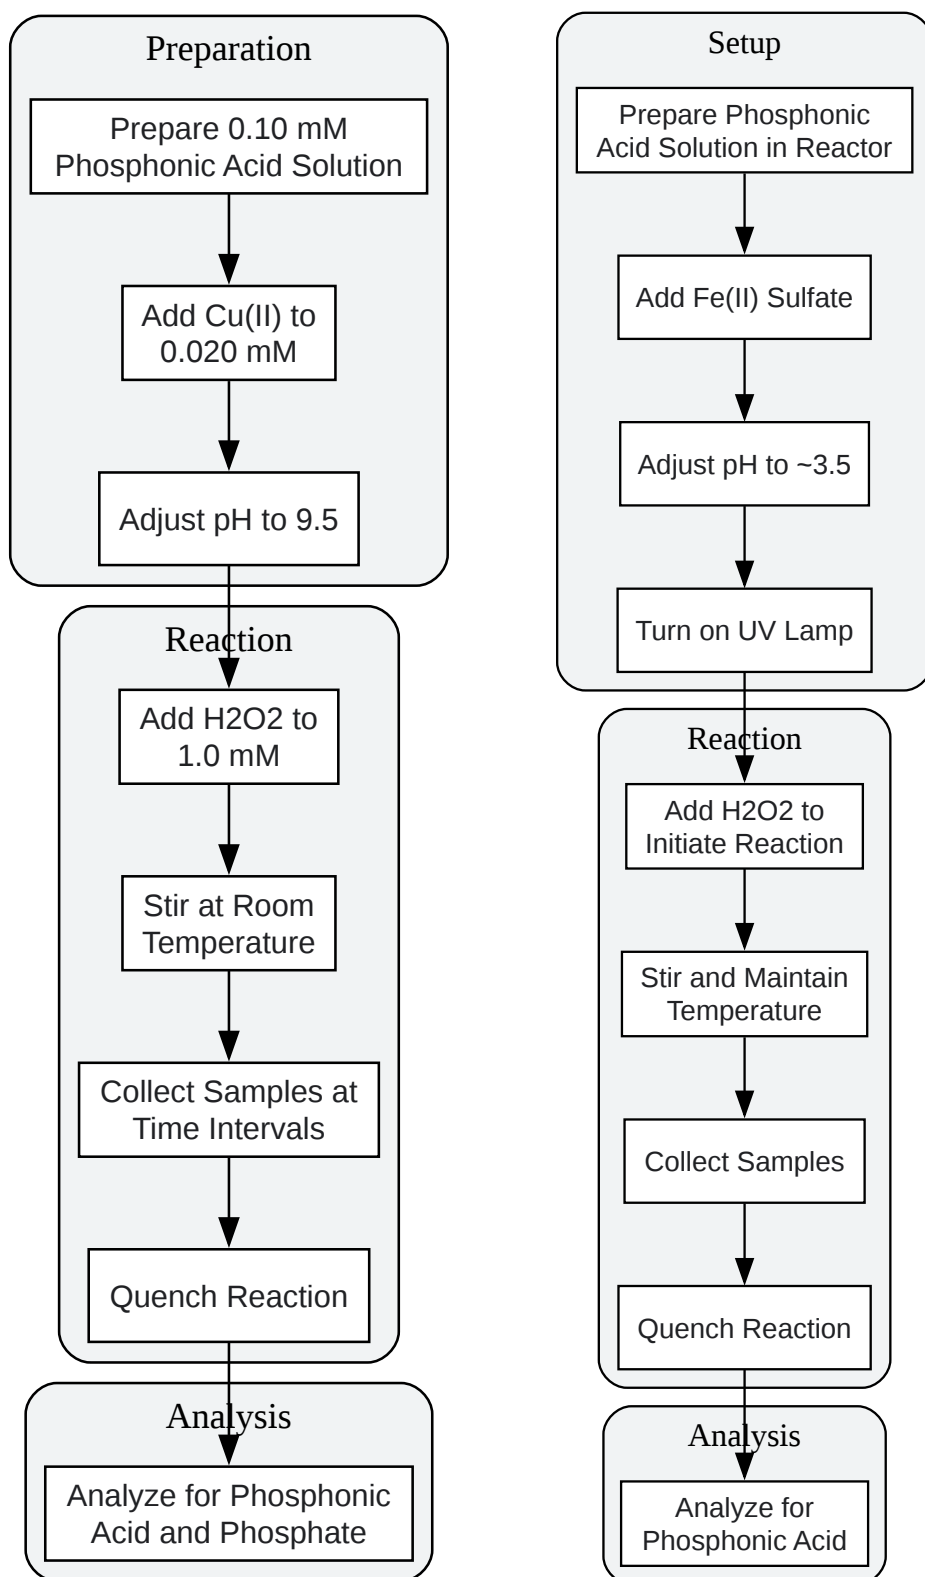 Preparation
Prepare 0.10 mM
Phosphonic Acid Solution
Add Cu(II) to
0.020 mM
Adjust pH to 9.5
Reaction
Add H2O2 to
1.0 mM
Stir at Room
Temperature
Collect Samples at
Time Intervals
Quench Reaction
Analysis
Analyze for Phosphonic
Acid and Phosphate
Setup
Prepare Phosphonic
Acid Solution in Reactor
Add Fe(II) Sulfate
Adjust pH to ~3.5
Turn on UV Lamp
Reaction
Add H2O2 to
Initiate Reaction
Stir and Maintain
Temperature
Collect Samples
Quench Reaction
Analysis
Analyze for
Phosphonic Acid